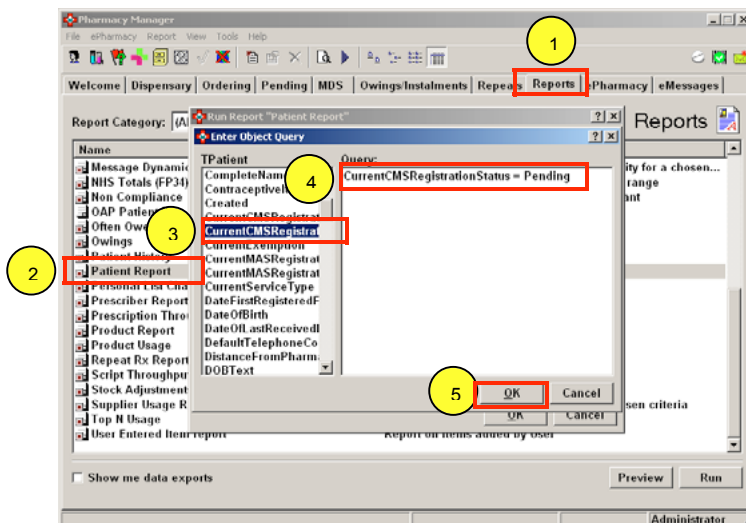 Pharmacy Manager
File ePharmacy Report View Tools Help
1
Welcome Dispensary Ordering Pending MDS Owings/Instalments Repeats Reports ePharmacy eMessages
Report Category: Reports
Run Report "Patient Report"
Enter Object Query
Name
TPatient Query:
CompleteName
CurrentCMSRegistrationStatus = Pending
4
Created
CurrentCMSRegistrat
3
CurrentCMSRegistrat
CurrentExemption
CurrentMASRegistrat
CurrentMASRegistrat
CurrentServiceType
DateFirstRegisteredF
DateOfBirth
DateOfLastReceivedI
DefaultTelephoneCo
DistanceFromPharm
DOBText
5
OK Cancel
OK Cancel
Message Dynamic ity for a chosen...
NHS Totals (FP34) range
Non Compliance ant
OAP Patien
Often Owe
Owings
Patient History
2
Patient Report
Personal List Cha
Prescriber Report
Prescription Thro
Product Report
Product Usage
Repeat Rx Report
Script Throughpu
Stock Adjustment
Supplier Usage R sen criteria
Top N Usage
User Entered Item report Report on items added by User
Show me data exports Preview Run
Administrator